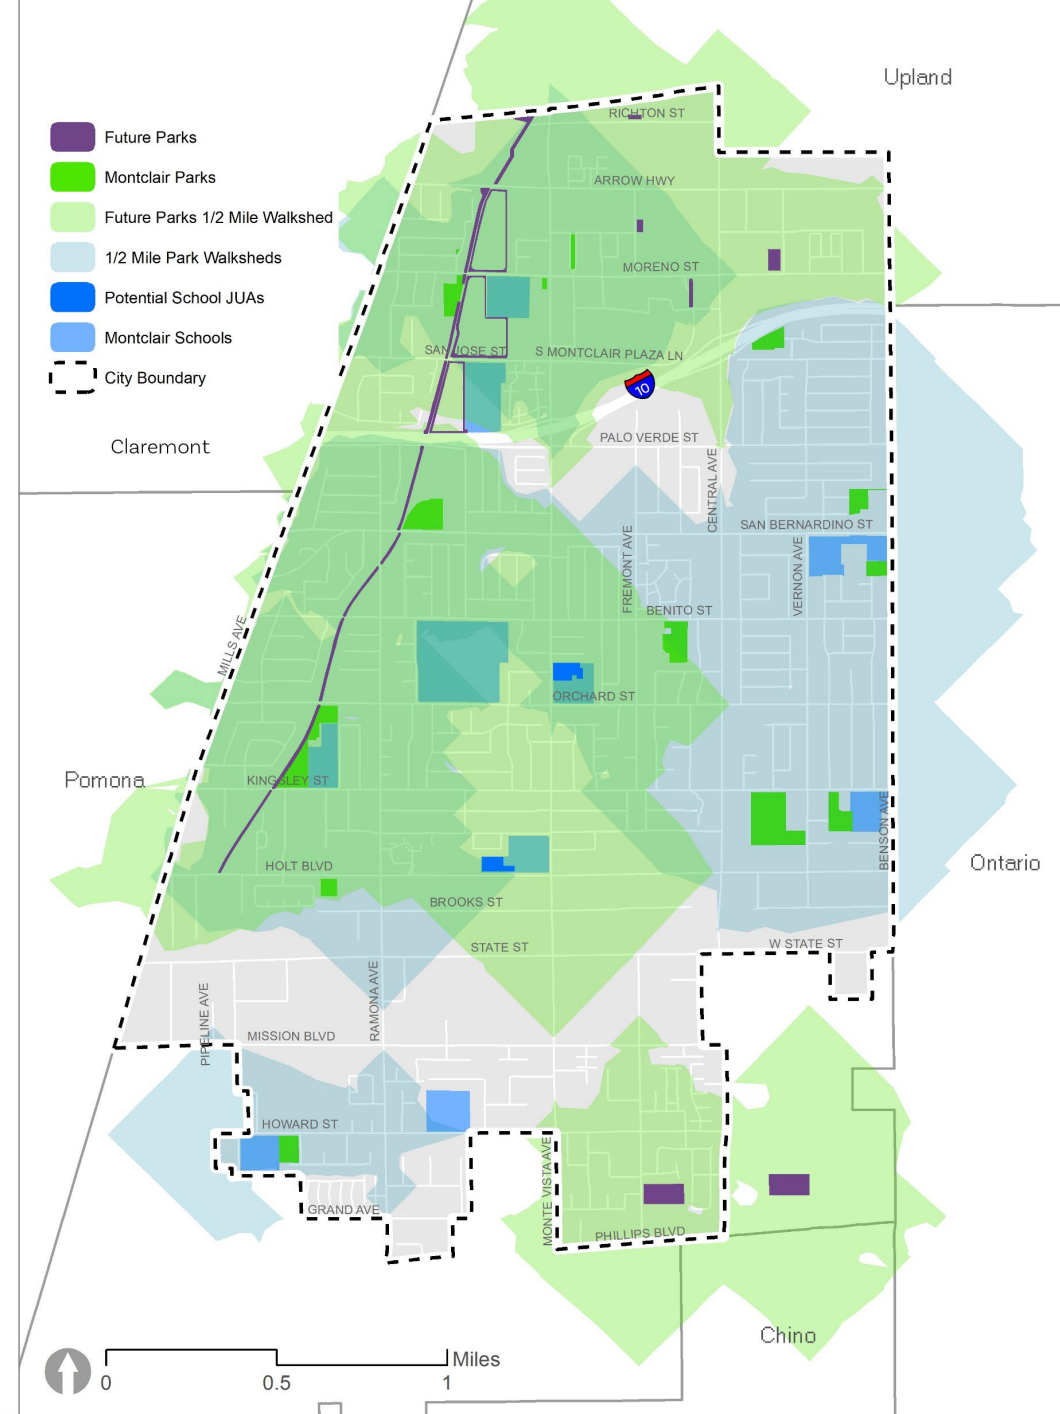 Upland
RICHTON ST
Future Parks
Montclair Parks
ARROW HWY
Future Parks 1/2 Mile Walkshed
1/2 Mile Park Walksheds
MORENO ST
Potential School JUAs
Montclair Schools
SAN JOSE ST
S MONTCLAIR PLAZA LN
City Boundary
10
Claremont
PALO VERDE ST
CENTRAL AVE
SAN BERNARDINO ST
FREMONT AVE
VERNON AVE
BENITO ST
MILLS AVE
ORCHARD ST
Pomona
KINGSLEY ST
BENSON AVE
HOLT BLVD
Ontario
BROOKS ST
STATE ST
W STATE ST
PIPELINE AVE
RAMONA AVE
MISSION BLVD
HOWARD ST
MONTE VISTA AVE
GRAND AVE
PHILLIPS BLVD
Chino
Miles
0
0.5
1